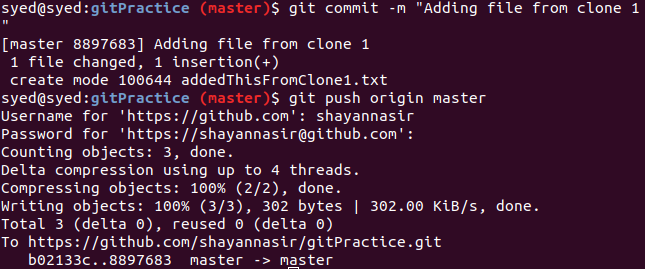 syed@syed:gitPractice (master)$ git commit -m "Adding file from clone 1
"
[master 8897683] Adding file from clone 1
 1 file changed, 1 insertion(+)
 create mode 100644 addedThisFromClone1.txt
syed@syed:gitPractice (master)$ git push origin master
Username for 'https://github.com': shayannasir
Password for 'https://shayannasir@github.com':
Counting objects: 3, done.
Delta compression using up to 4 threads.
Compressing objects: 100% (2/2), done.
Writing objects: 100% (3/3), 302 bytes | 302.00 KiB/s, done.
Total 3 (delta 0), reused 0 (delta 0)
To https://github.com/shayannasir/gitPractice.git
   b02133c..8897683  master -> master